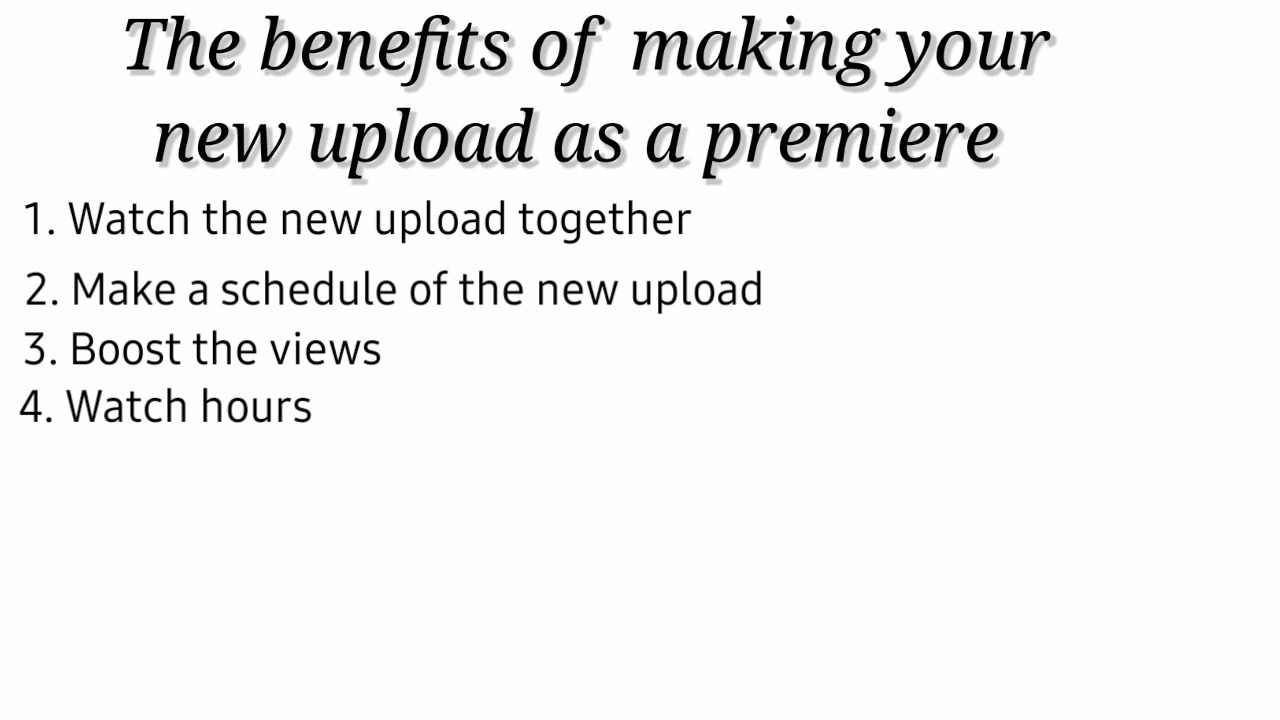 The benefits of making your
new upload as a premiere
1. Watch the new upload together
2. Make a schedule of the new upload
3. Boost the views
4. Watch hours